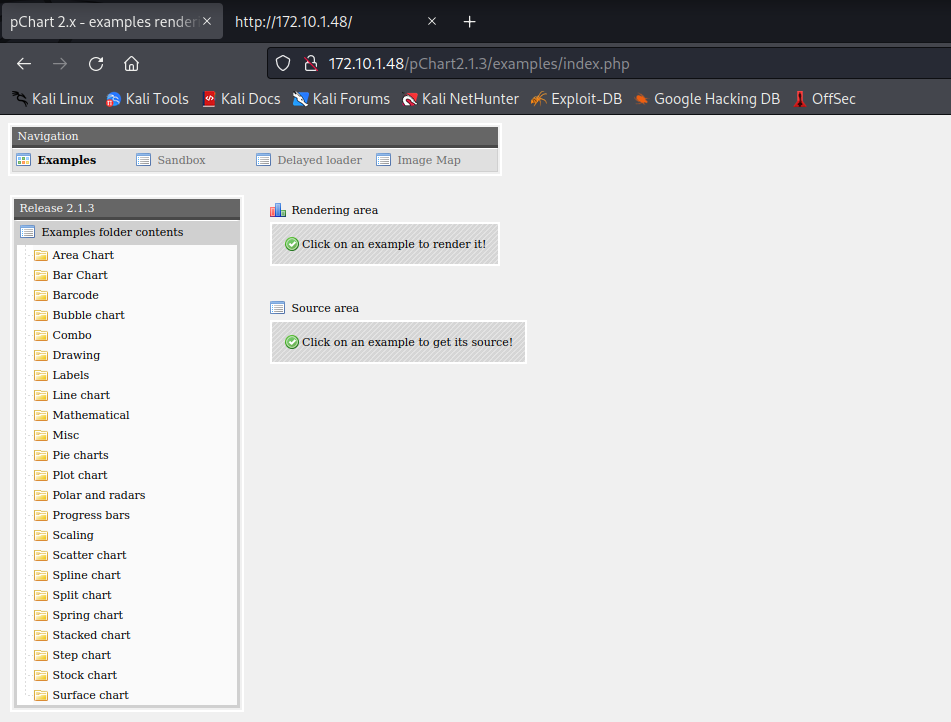 pChart 2.x - examples renderi
http://172.10.1.48/
172.10.1.48/pChart2.1.3/examples/index.php
Kali Linux Kali Tools Kali Docs Kali Forums Kali NetHunter Exploit-DB Google Hacking DB OffSec
Navigation
Examples Sandbox Delayed loader Image Map
Release 2.1.3
Examples folder contents
Area Chart
Bar Chart
Barcode
Bubble chart
Combo
Drawing
Labels
Line chart
Mathematical
Misc
Pie charts
Plot chart
Polar and radars
Progress bars
Scaling
Scatter chart
Spline chart
Split chart
Spring chart
Stacked chart
Step chart
Stock chart
Surface chart
Rendering area
Click on an example to render it!
Source area
Click on an example to get its source!